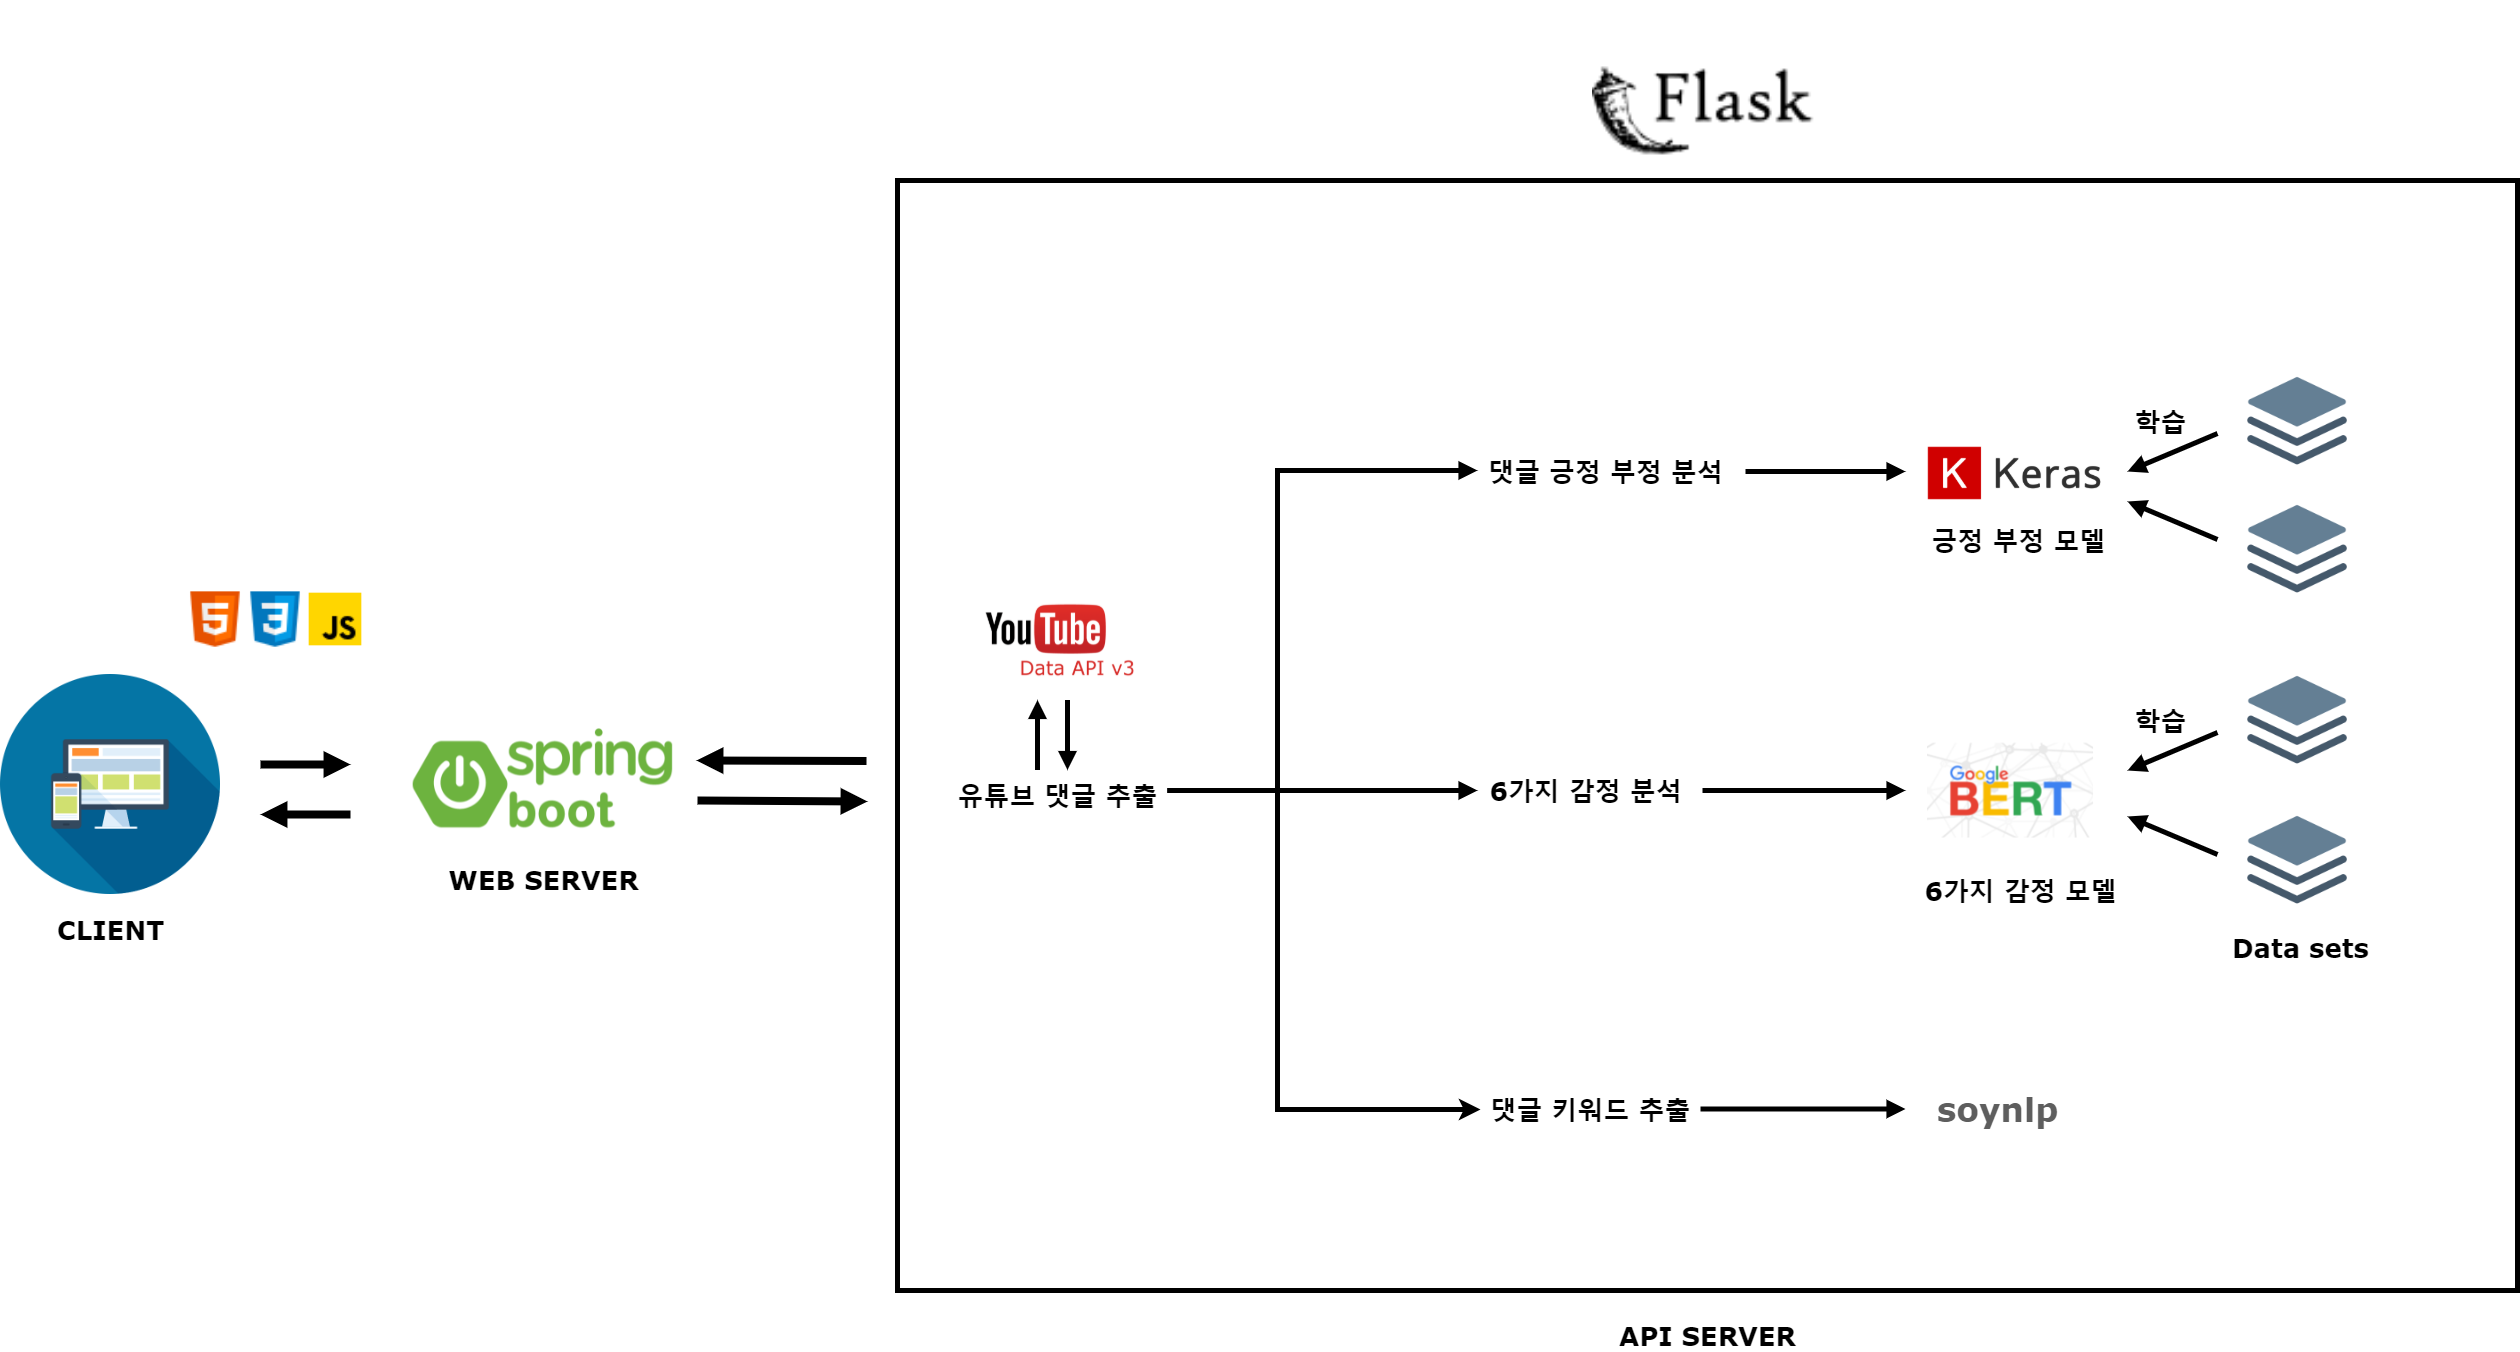 Flask
댓글 긍정 부정 분석
K Keras
학습
긍정 부정 모델
5 3 JS
YouTube
Data API v3
유튜브 댓글 추출
spring
boot
WEB SERVER
CLIENT
6가지 감정 분석
Google
BERT
학습
6가지 감정 모델
Data sets
댓글 키워드 추출
soynlp
API SERVER